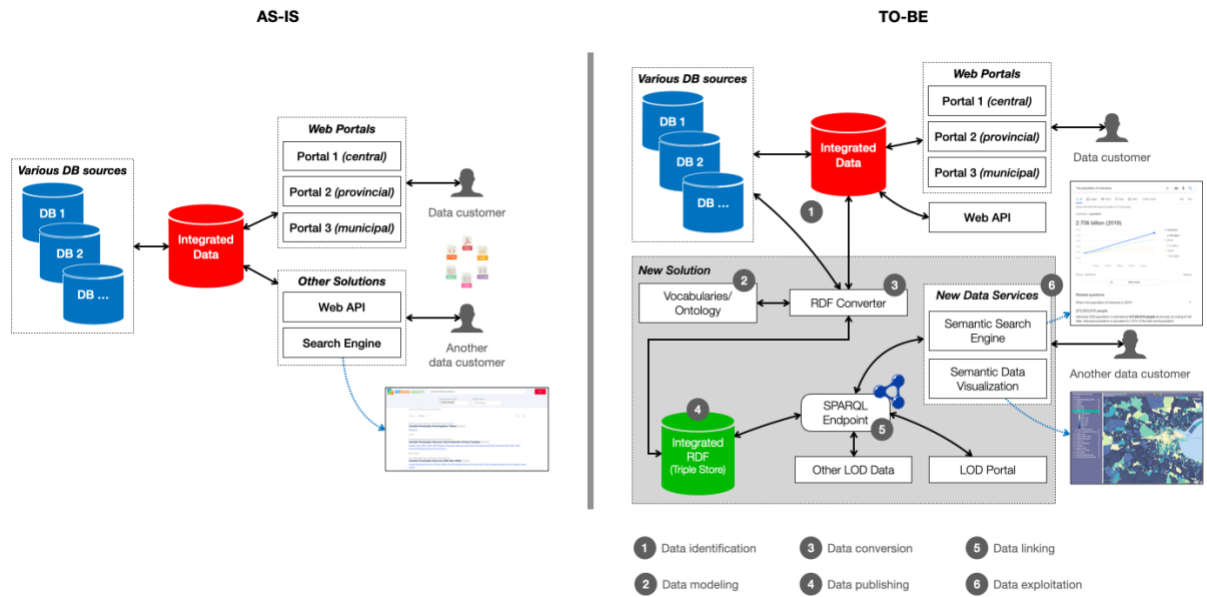 AS-IS
Various DB sources
DB 1
DB 2
DB ...
Integrated
Data
Web Portals
Portal 1 (central)
Portal 2 (provincial)
Portal 3 (municipal)
Data customer
Other Solutions
Web API
Search Engine
Another
data customer
TO-BE
Various DB sources
DB 1
DB 2
DB ...
Integrated
Data
1
Web Portals
Portal 1 (central)
Portal 2 (provincial)
Portal 3 (municipal)
Web API
Data customer
2.706 billion (2019)
Related questions
New Solution
2
Vocabularies/
Ontology
3
RDF Converter
6
New Data Services
Semantic Search
Engine
Semantic Data
Visualization
Another data customer
4
Integrated
RDF
(Triple Store)
SPARQL
Endpoint
5
Other LOD Data
LOD Portal
1 Data identification
3 Data conversion
5 Data linking
2 Data modeling
4 Data publishing
6 Data exploitation